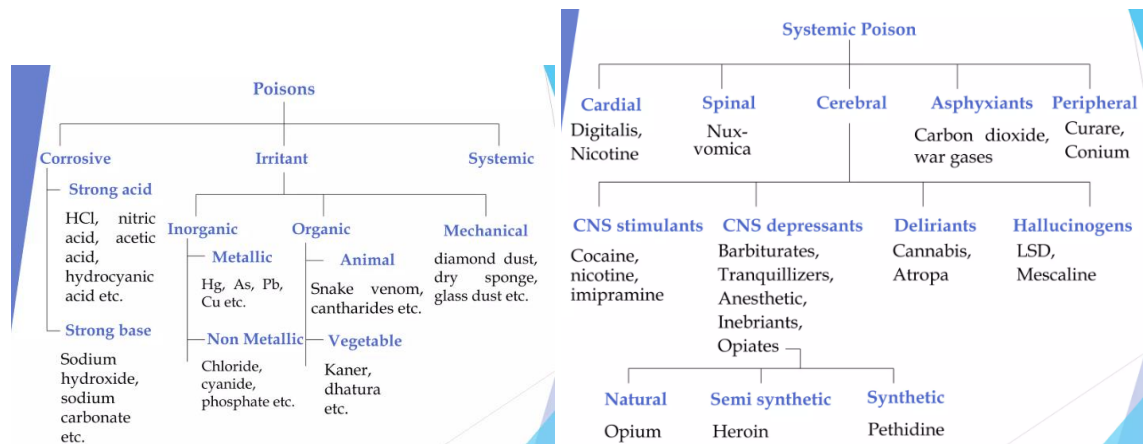 Poisons
Corrosive
Irritant
Systemic
Strong acid
HCl, nitric
acid, acetic
acid,
hydrocyanic
acid etc.
Strong base
Sodium
hydroxide,
sodium
carbonate
etc.
Inorganic
Metallic
Hg, As, Pb,
Cu etc.
Non Metallic
Chloride,
cyanide,
phosphate etc.
Organic
Animal
Snake venom,
cantharides etc.
Vegetable
Kaner,
dhatura
etc.
Mechanical
diamond dust,
dry sponge,
glass dust etc.
Systemic Poison
Cardial
Digitalis,
Nicotine
Spinal
Nux-
vomica
Cerebral
Asphyxiants
Carbon dioxide,
war gases
Peripheral
Curare,
Conium
CNS stimulants
Cocaine,
nicotine,
imipramine
CNS depressants
Barbiturates,
Tranquillizers,
Anesthetic,
Inebriants,
Opiates
Deliriants
Cannabis,
Atropa
Hallucinogens
LSD,
Mescaline
Natural
Opium
Semi synthetic
Heroin
Synthetic
Pethidine